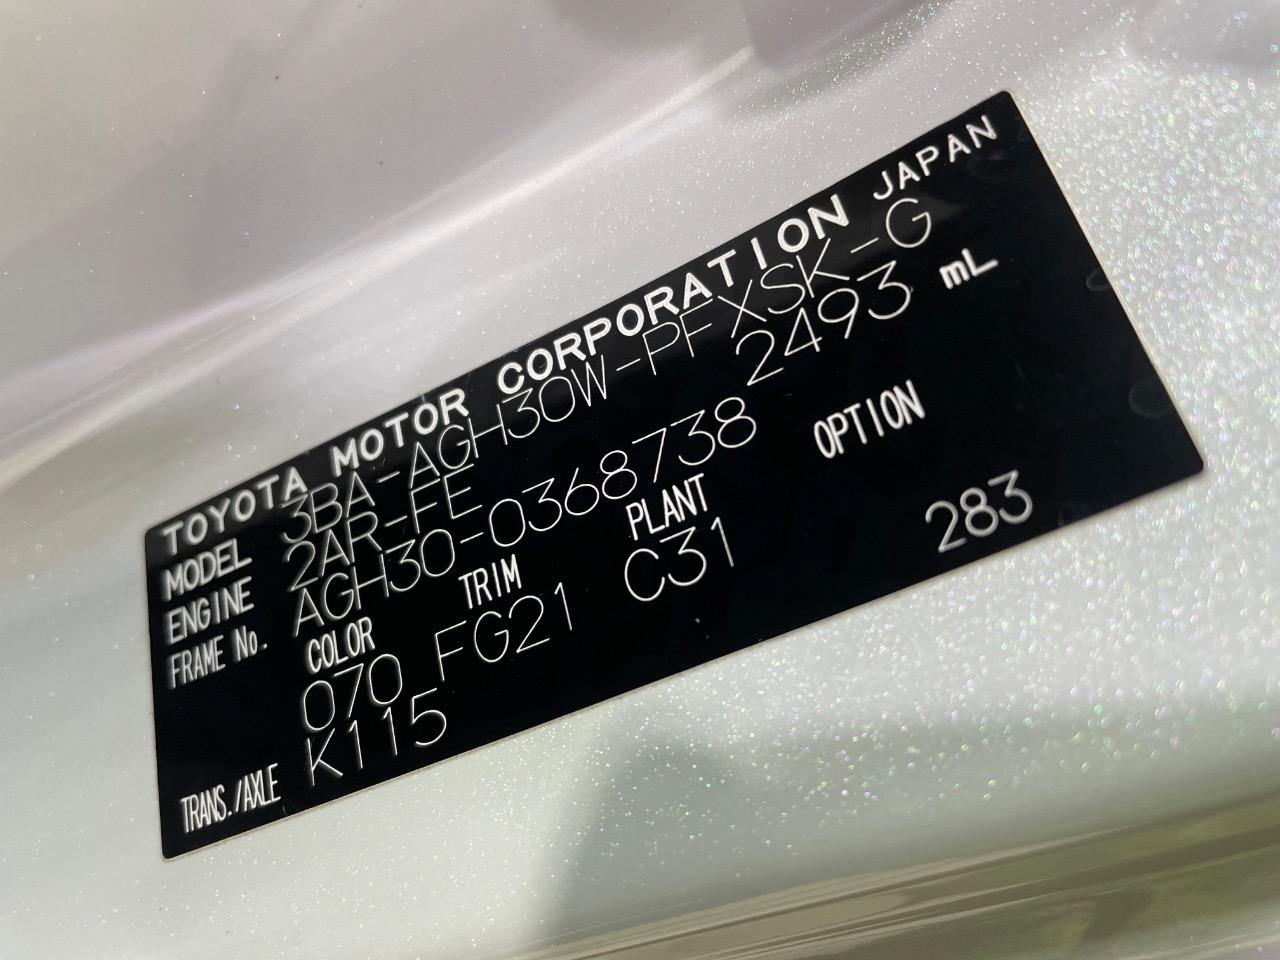 TOYOTA MOTOR CORPORATION JAPAN
MODEL 3BA-AGH30W-PFXSK-G
ENGINE 2AR-FE 2493 mL
FRAME No. AGH30-0368738
COLOR TRIM PLANT OPTION
070 FG21 C31 283
TRANS./AXLE K115